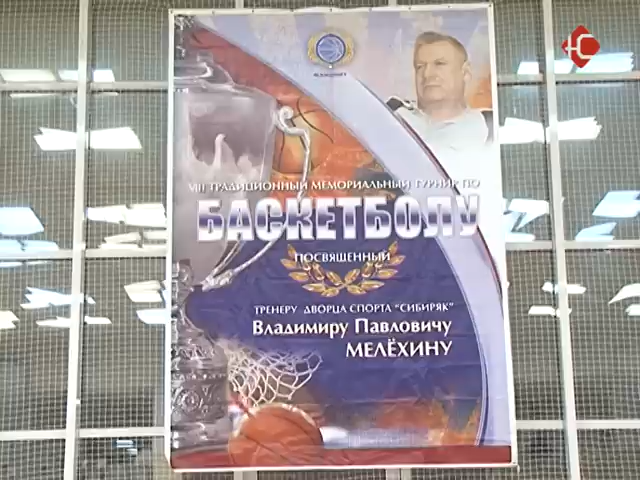 VIII ТРАДИЦИОННЫЙ МЕМОРИАЛЬНЫЙ ТУРНИР ПО
БАСКЕТБОЛУ
ПОСВЯЩЕННЫЙ
ТРЕНЕРУ ДВОРЦА СПОРТА "СИБИРЯК"
Владимиру Павловичу
МЕЛЁХИНУ